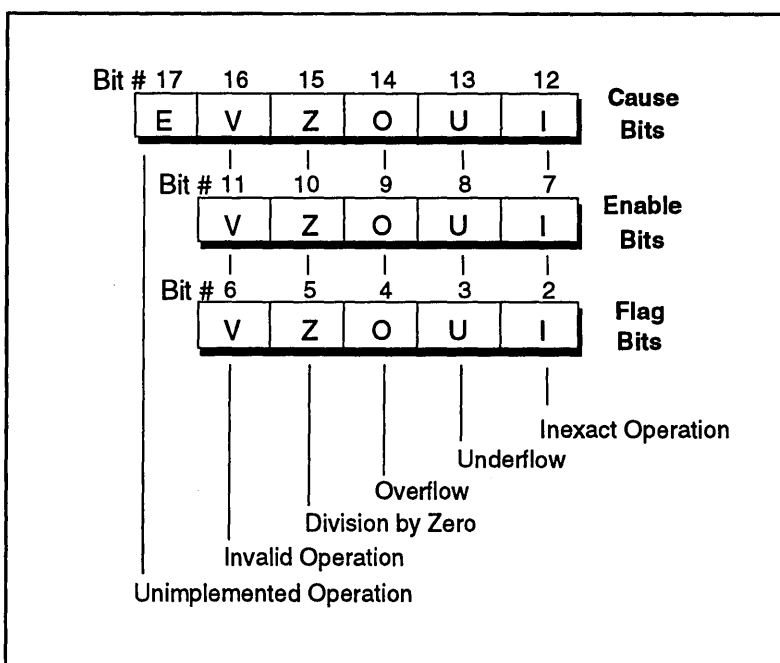 Bit # 17 16 15 14 13 12
E V Z O U I
Cause
Bits
Bit # 11 10 9 8 7
V Z O U I
Enable
Bits
Bit # 6 5 4 3 2
V Z O U I
Flag
Bits
Inexact Operation
Underflow
Overflow
Division by Zero
Invalid Operation
Unimplemented Operation